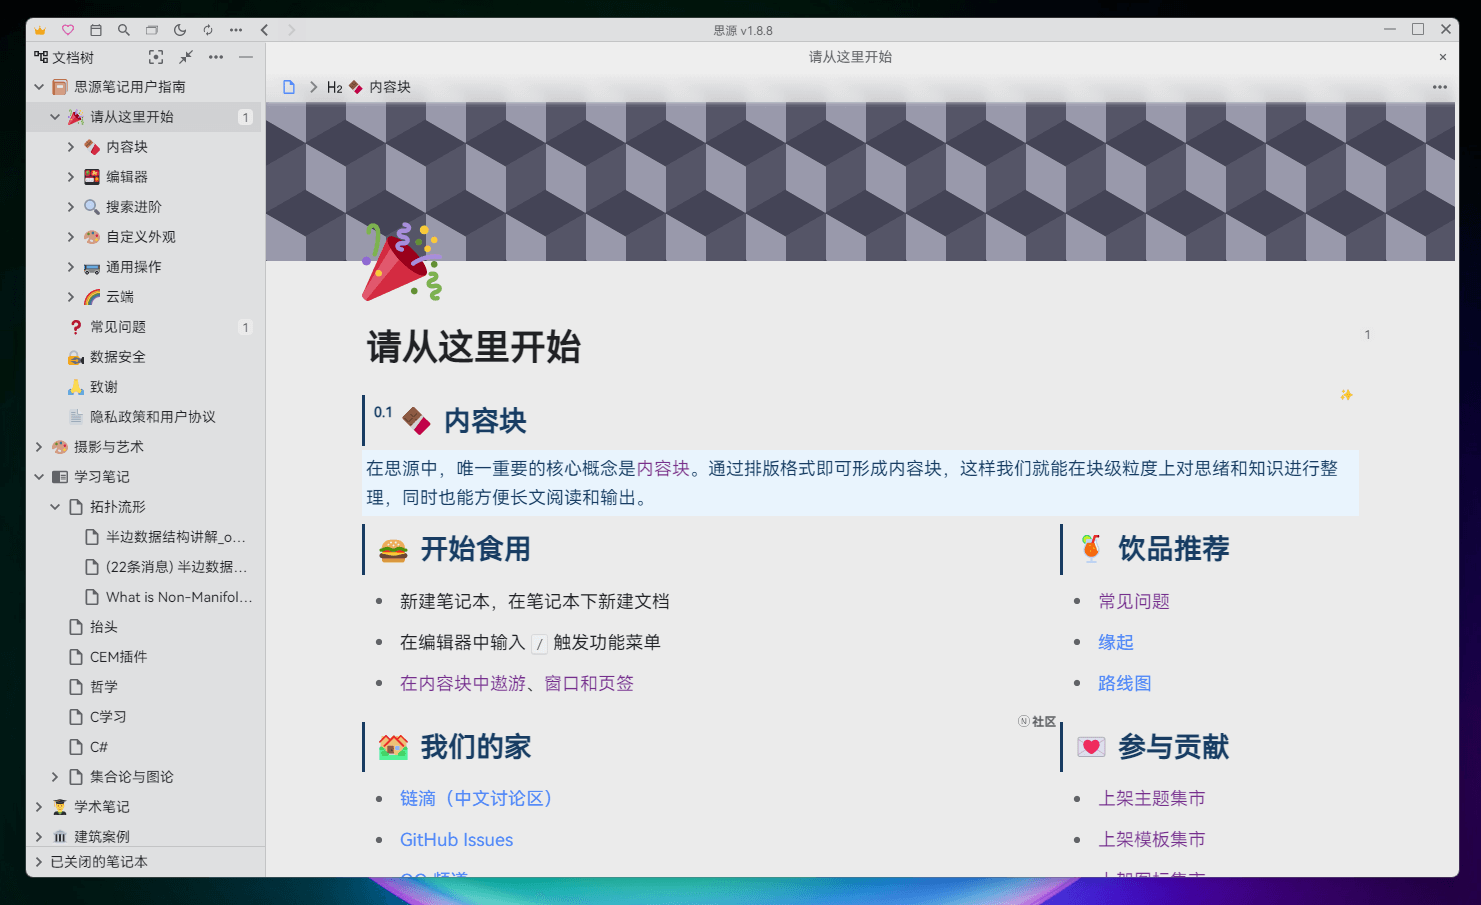 思源 v1.8.8
文档树
思源笔记用户指南
请从这里开始 1
内容块
编辑器
搜索进阶
自定义外观
通用操作
云端
常见问题 1
数据安全
致谢
隐私政策和用户协议
摄影与艺术
学习笔记
拓扑流形
半边数据结构讲解_o...
(22条消息) 半边数据...
What is Non-Manifol...
抬头
CEM插件
哲学
C学习
C#
集合论与图论
学术笔记
建筑案例
已关闭的笔记本
请从这里开始
H2 内容块
请从这里开始
1
0.1 内容块
在思源中，唯一重要的核心概念是内容块。通过排版格式即可形成内容块，这样我们就能在块级粒度上对思绪和知识进行整
理，同时也能方便长文阅读和输出。
开始食用
新建笔记本，在笔记本下新建文档
在编辑器中输入 / 触发功能菜单
在内容块中遨游、窗口和页签
饮品推荐
常见问题
缘起
路线图
我们的家
链滴（中文讨论区）
GitHub Issues
QQ 频道
N 社区
参与贡献
上架主题集市
上架模板集市
上架图标集市